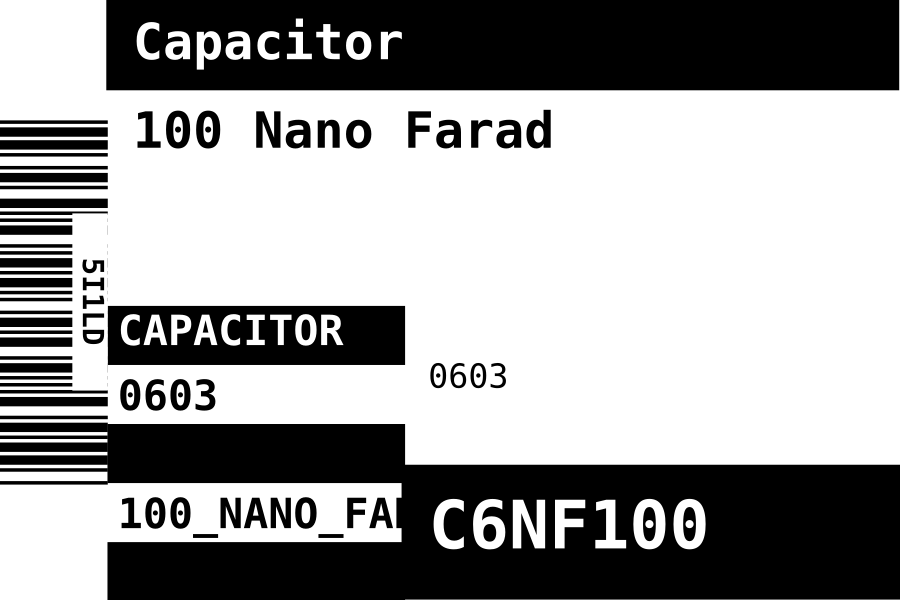 Capacitor
100 Nano Farad
5I1LD
CAPACITOR
0603
0603
100_NANO_FA
C6NF100